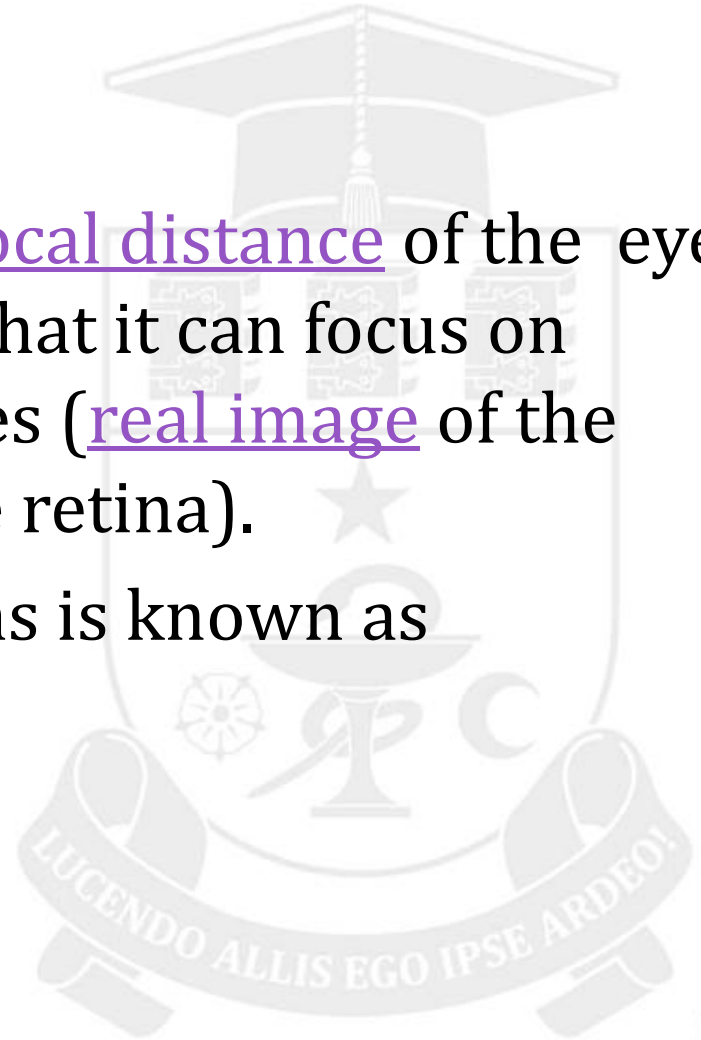 ocal distance of the eye
hat it can focus on
es (real image of the
e retina).
ns is known as
LUCENDO ALLIS EGO IPSE ARDEO!